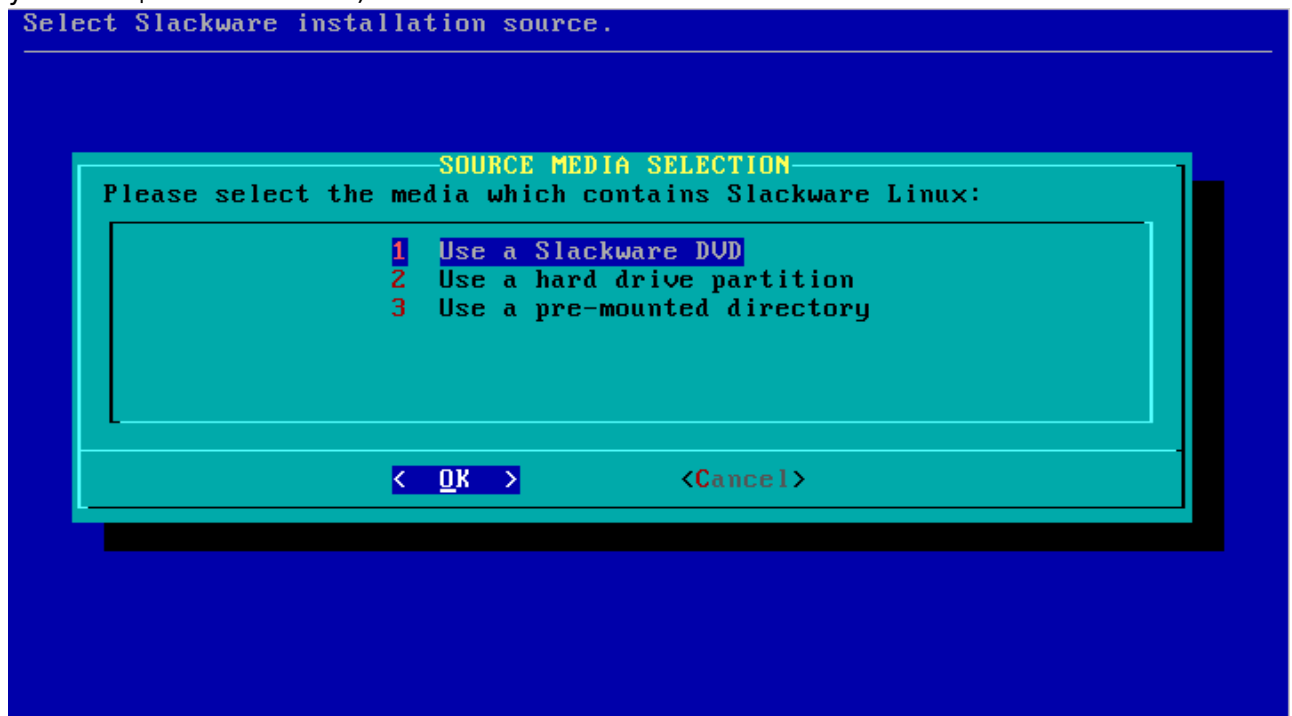 Select Slackware installation source.
SOURCE MEDIA SELECTION
Please select the media which contains Slackware Linux:
1 Use a Slackware DVD
2 Use a hard drive partition
3 Use a pre-mounted directory
< OK > <Cancel>